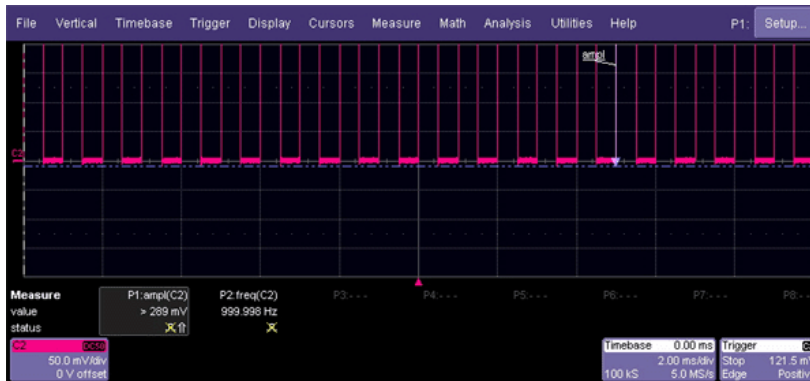 File Vertical Timebase Trigger Display Cursors Measure Math Analysis Utilities Help P1: Setup...
ampl
C2
Measure P1:ampl(C2) P2:freq(C2) P3:- - - P4:- - - P5:- - - P6:- - - P7:- - - P8:- - -
value > 289 mV 999.998 Hz
status
C2 DC50
50.0 mV/div
0 V offset
Timebase 0.00 ms
2.00 ms/div
100 kS 5.0 MS/s
Trigger
Stop 121.5 m
Edge Positiv